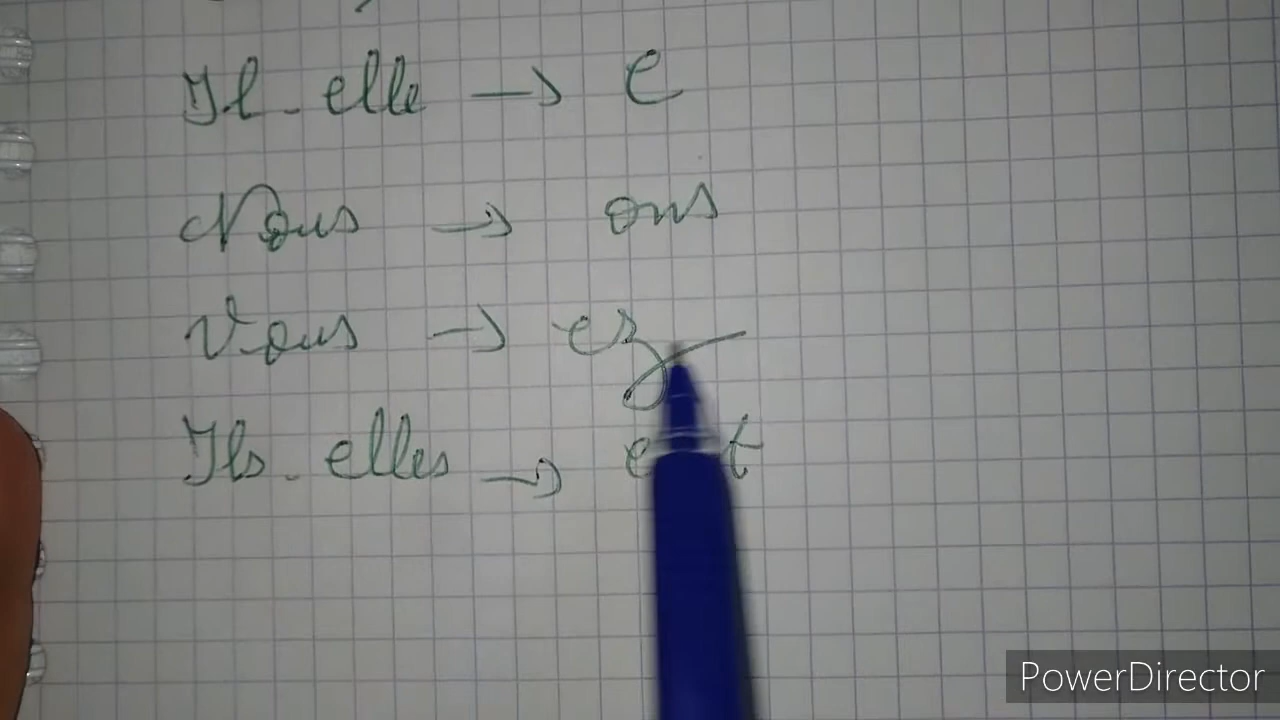 Il - elle → e
Nous → ons
Vous → ez
Ils - elles →
PowerDirector